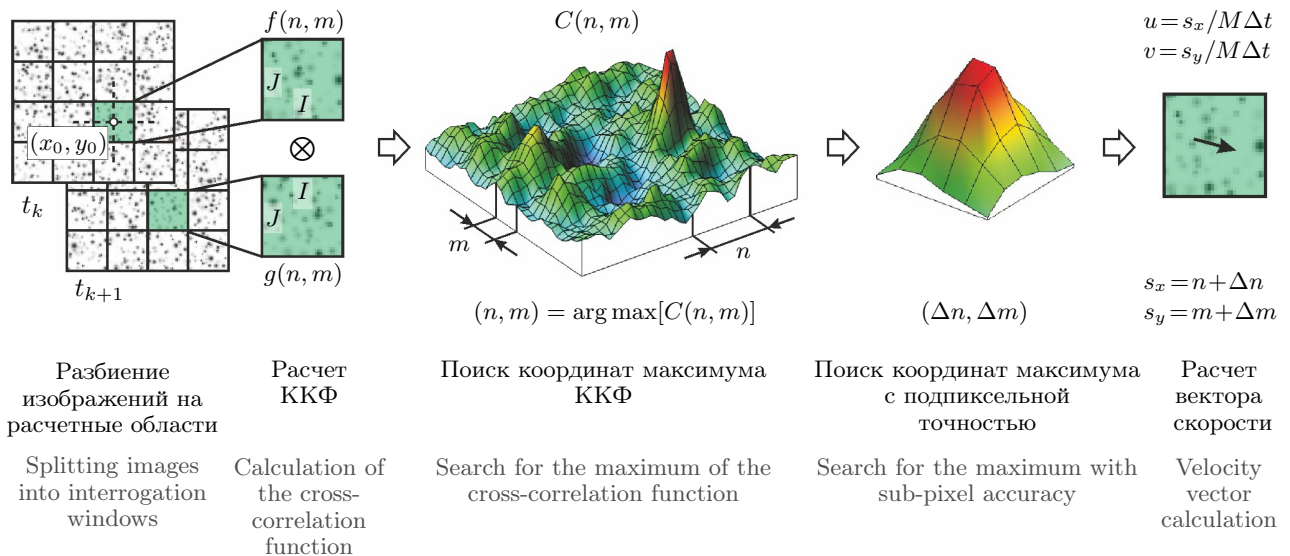 f(n, m)
J
I
(x₀, y₀)
⊗
I
J
g(n, m)
t_k
t_{k+1}
C(n, m)
m
n
(n, m) = arg max[C(n, m)]
(Δn, Δm)
u = s_x/MΔt
v = s_y/MΔt
s_x = n + Δn
s_y = m + Δm
Разбиение
изображений на
расчетные области
Splitting images
into interrogation
windows
Расчет
ККФ
Calculation of
the cross-
correlation
function
Поиск координат максимума
ККФ
Search for the maximum of the
cross-correlation function
Поиск координат максимума
с подпиксельной
точностью
Search for the maximum with
sub-pixel accuracy
Расчет
вектора
скорости
Velocity
vector
calculation